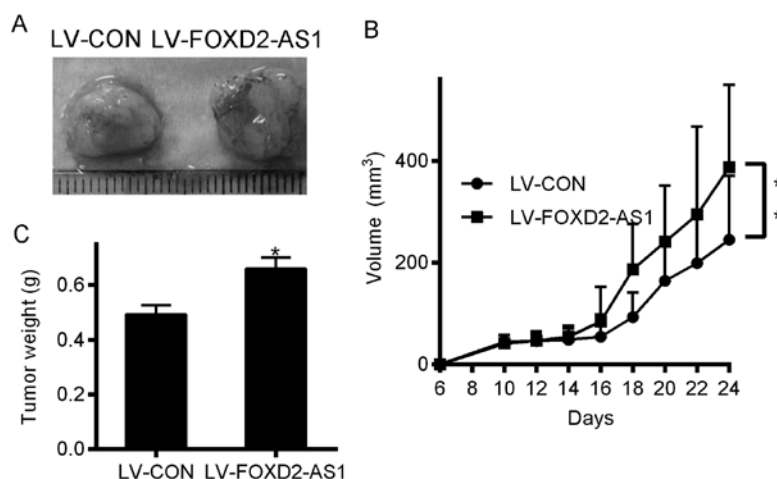 A
LV-CON LV-FOXD2-AS1
B
Volume (mm³)
400
200
0
LV-CON
LV-FOXD2-AS1
*
*
6 8 10 12 14 16 18 20 22 24
Days
C
Tumor weight (g)
0.6
0.4
0.2
0.0
*
LV-CON LV-FOXD2-AS1